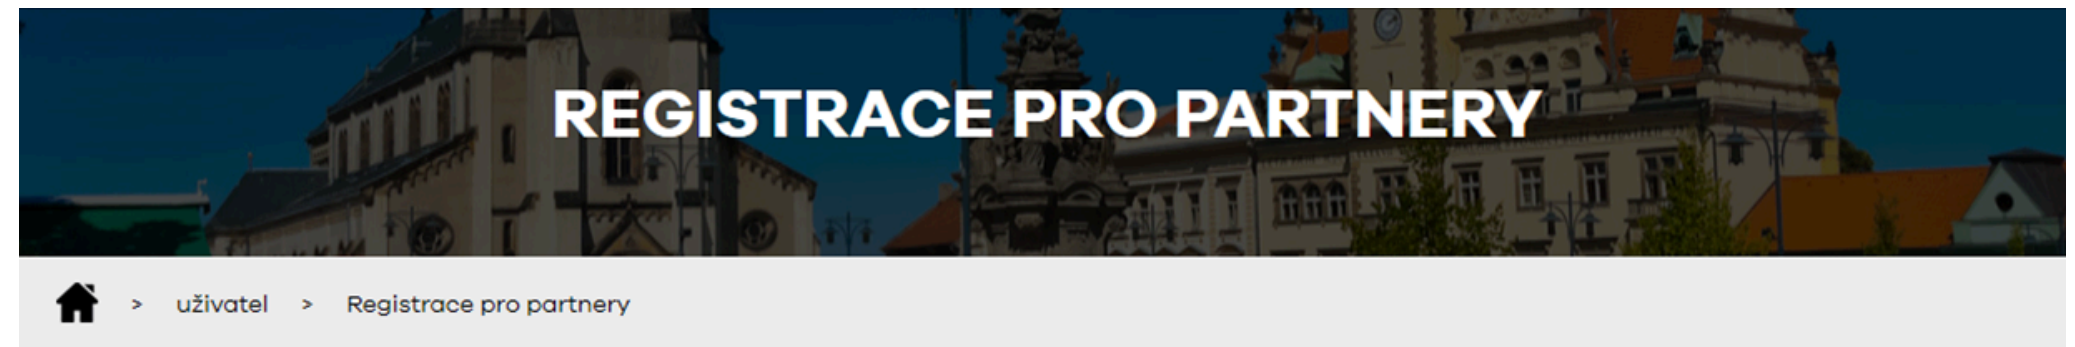 REGISTRACE PRO PARTNERY
> uživatel > Registrace pro partnery